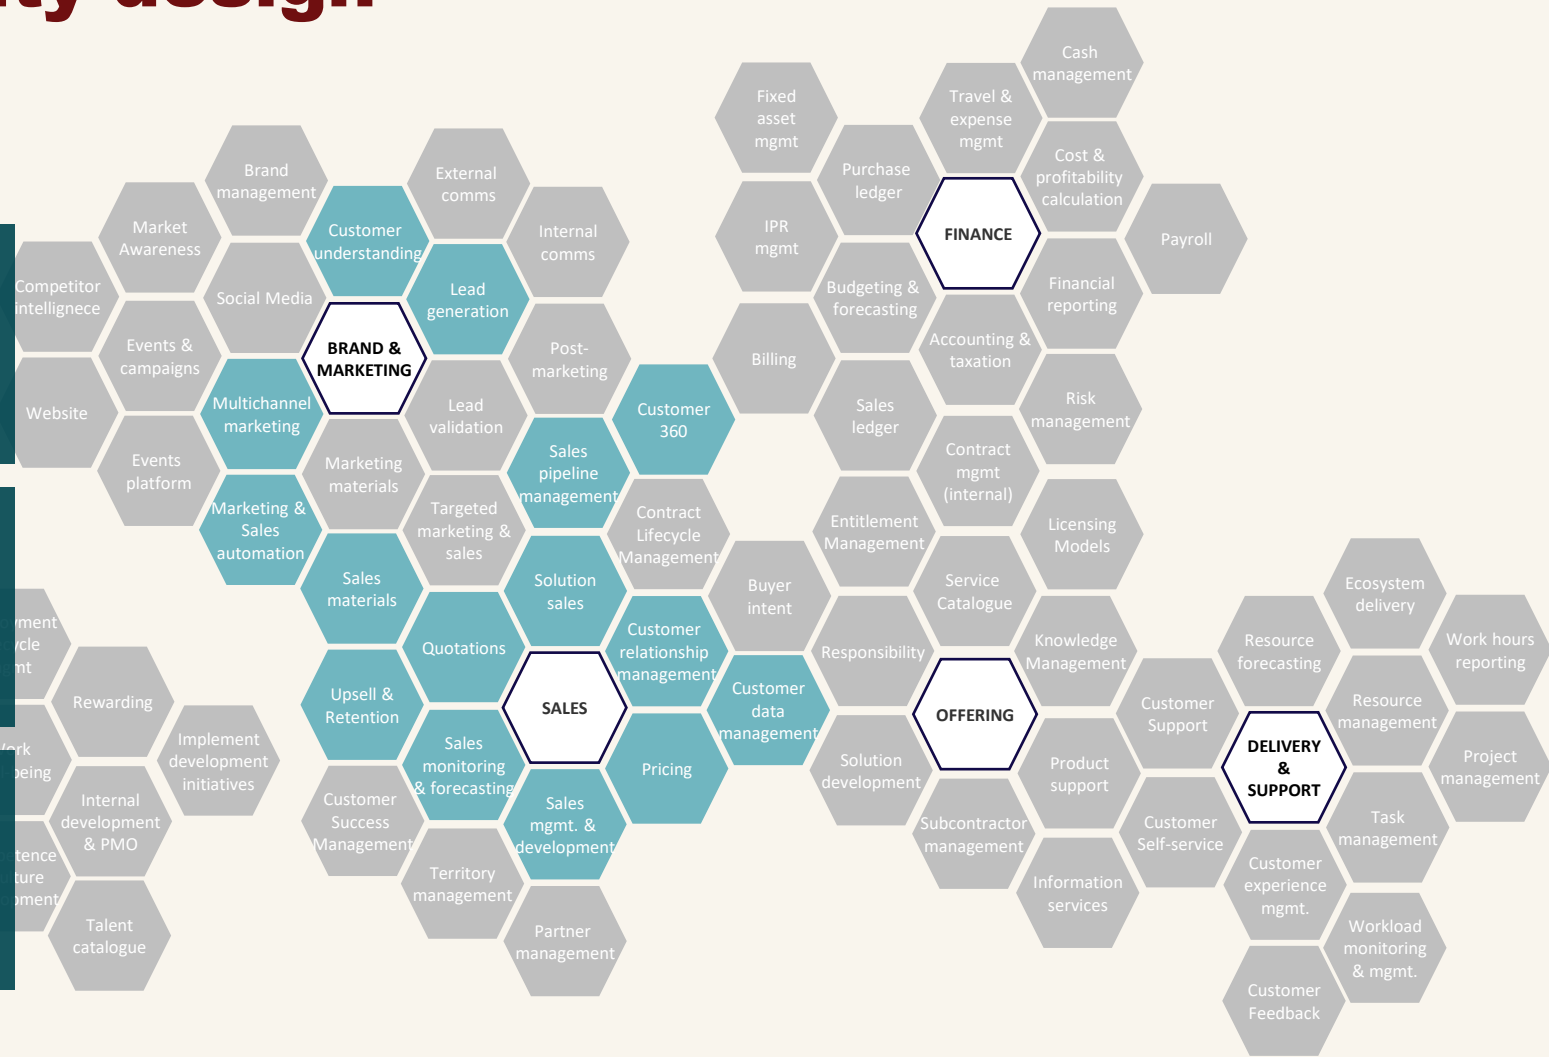 design
Cash
management
Fixed
asset
mgmt
Travel &
expense
mgmt
Purchase
ledger
Cost &
profitability
calculation
Brand
management
External
comms
Market
Awareness
Customer
understanding
Internal
comms
IPR
mgmt
FINANCE
Payroll
Competitor
intellignece
Social Media
Lead
generation
Budgeting &
forecasting
Financial
reporting
Events &
campaigns
BRAND &
MARKETING
Post-
marketing
Billing
Accounting &
taxation
Website
Multichannel
marketing
Lead
validation
Customer
360
Sales
ledger
Risk
management
Events
platform
Marketing
materials
Sales
pipeline
management
Contract
mgmt
(internal)
Marketing &
Sales
automation
Targeted
marketing &
sales
Contract
Lifecycle
Management
Entitlement
Management
Licensing
Models
Sales
materials
Solution
sales
Buyer
intent
Service
Catalogue
Ecosystem
delivery
Quotations
Customer
relationship
management
Responsibility
Knowledge
Management
Resource
forecasting
Work hours
reporting
Rewarding
Upsell &
Retention
SALES
Customer
data
management
OFFERING
Customer
Support
Resource
management
Implement
development
initiatives
Sales
monitoring
& forecasting
Pricing
Solution
development
Product
support
DELIVERY
&
SUPPORT
Project
management
Internal
development
& PMO
Customer
Success
Management
Sales
mgmt. &
development
Subcontractor
management
Customer
Self-service
Task
management
Talent
catalogue
Territory
management
Partner
management
Information
services
Customer
experience
mgmt.
Workload
monitoring
& mgmt.
Customer
Feedback